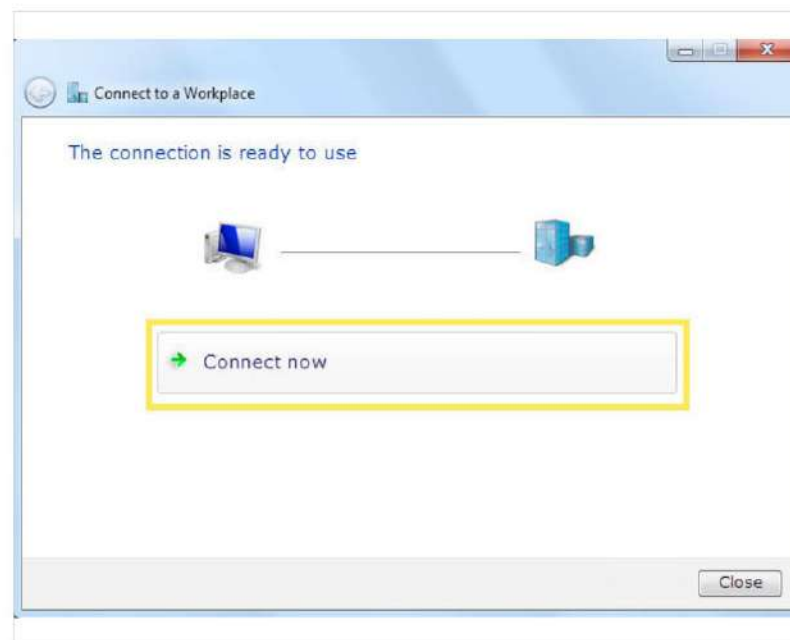 Connect to a Workplace
The connection is ready to use
Connect now
Close